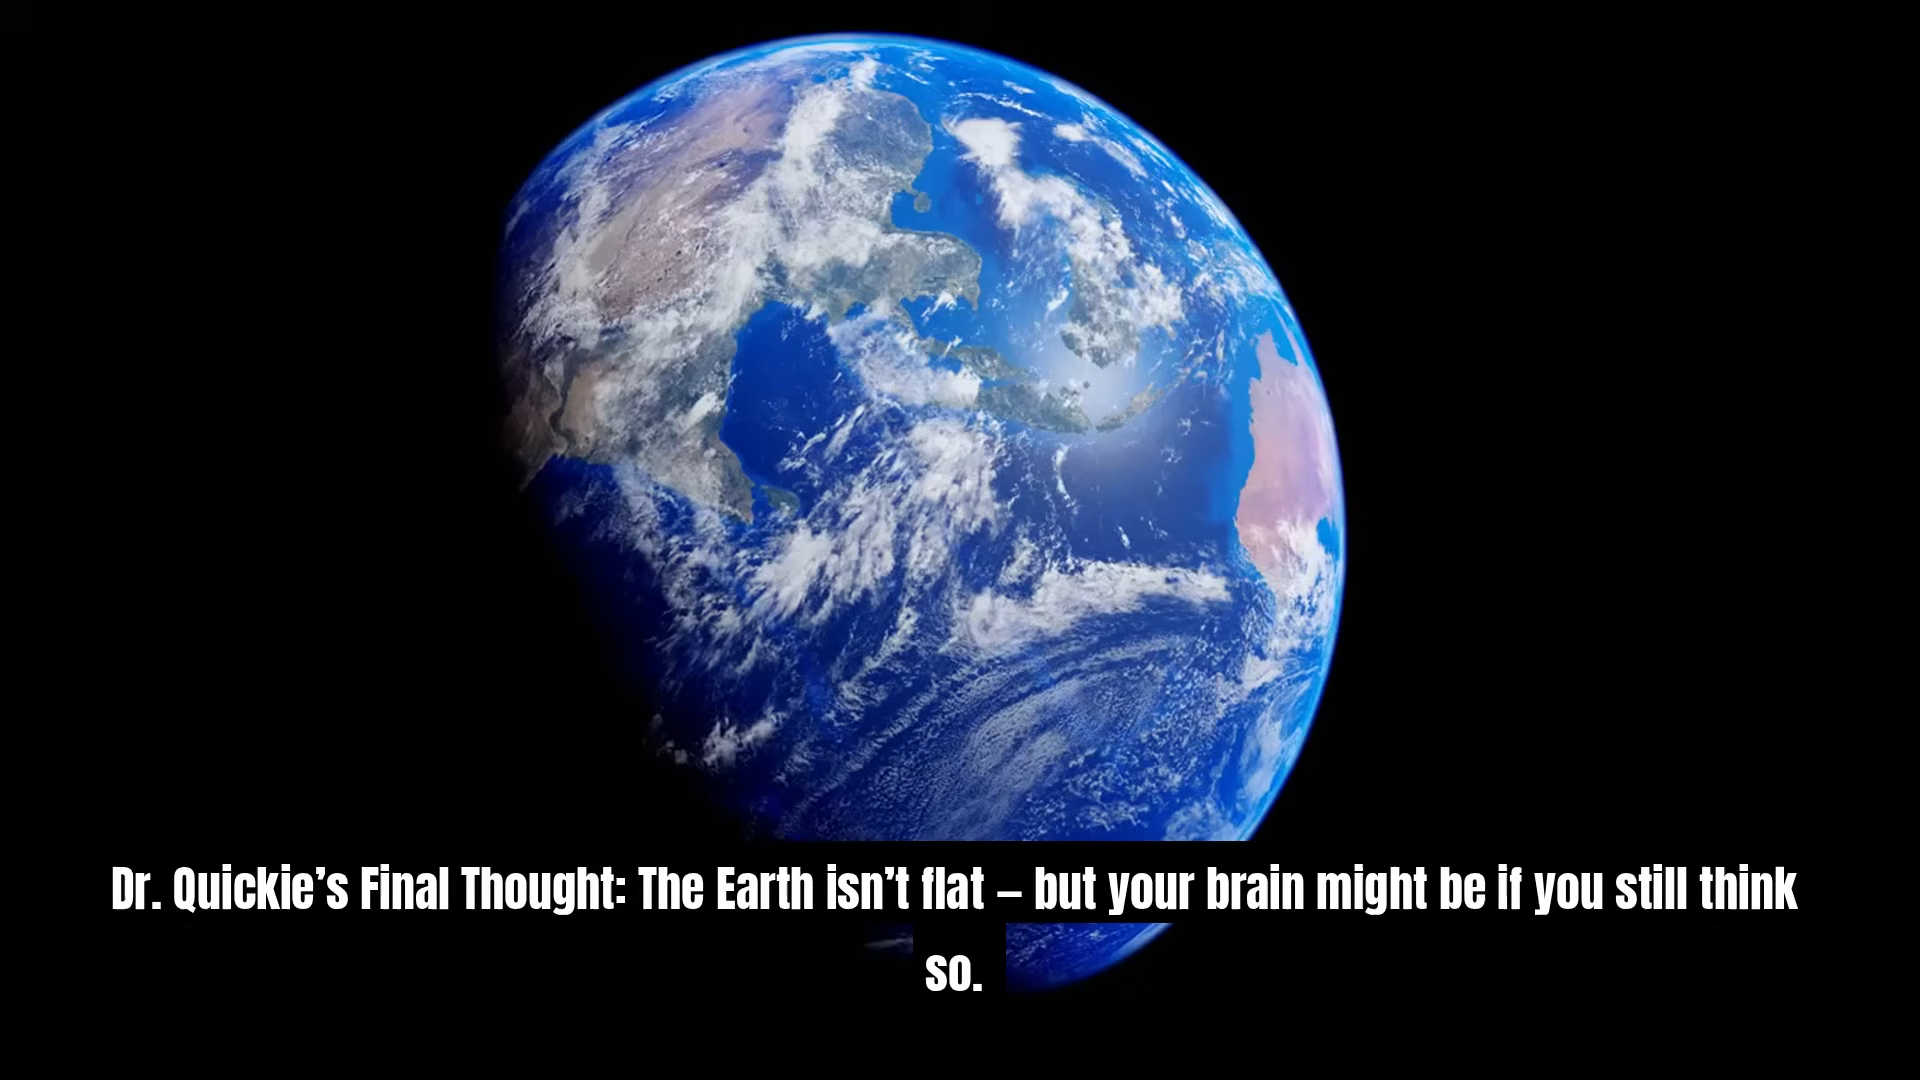 Dr. Quickie’s Final Thought: The Earth isn’t flat – but your brain might be if you still think
so.